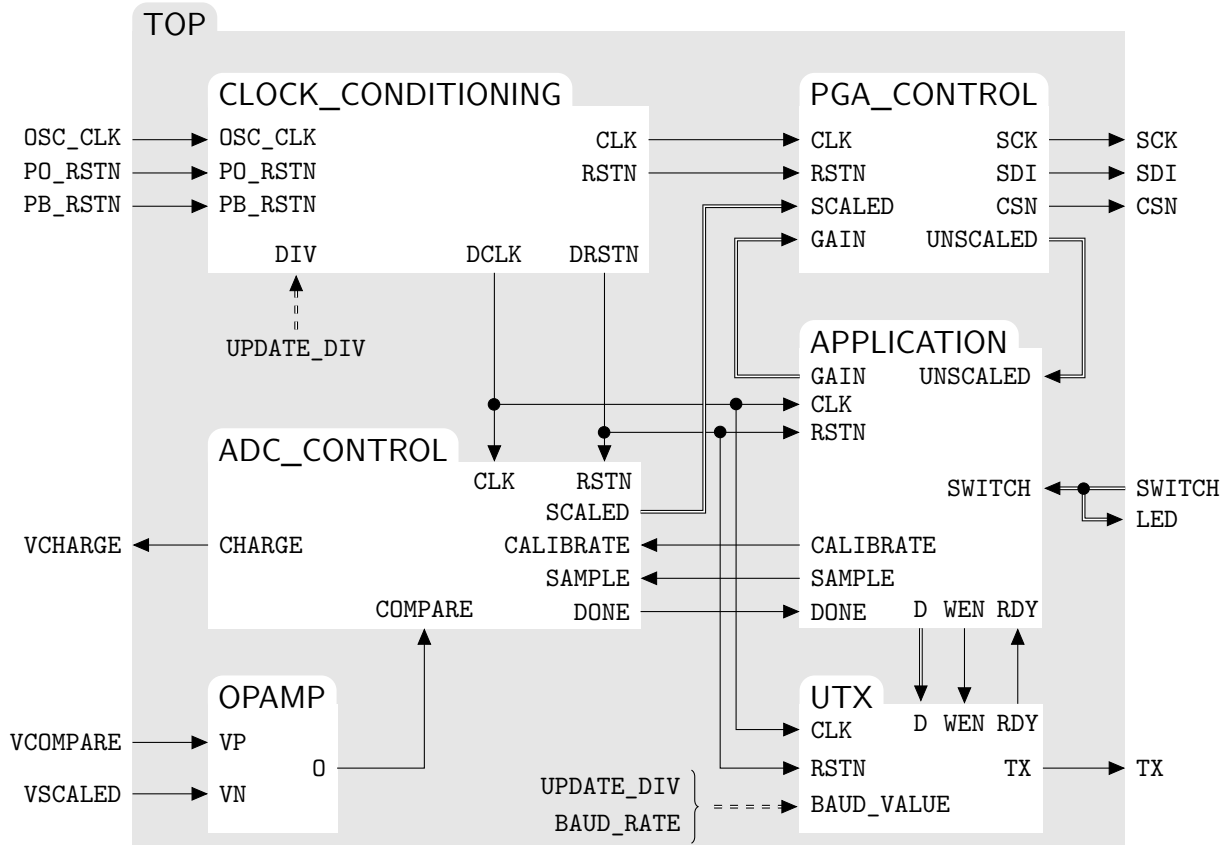 TOP
CLOCK_CONDITIONING
PGA_CONTROL
OSC_CLK OSC_CLK CLK CLK SCK SCK
PO_RSTN PO_RSTN RSTN RSTN SDI SDI
PB_RSTN PB_RSTN SCALED CSN CSN
GAIN UNSCALED
DIV DCLK DRSTN
UPDATE_DIV
APPLICATION
GAIN UNSCALED
CLK
RSTN
ADC_CONTROL
CLK RSTN
SWITCH SWITCH
SCALED LED
VCHARGE CHARGE CALIBRATE CALIBRATE
SAMPLE SAMPLE
COMPARE DONE DONE D WEN RDY
OPAMP
UTX
CLK D WEN RDY
VCOMPARE VP
O RSTN TX TX
UPDATE_DIV
VSCALED VN BAUD_VALUE
BAUD_RATE